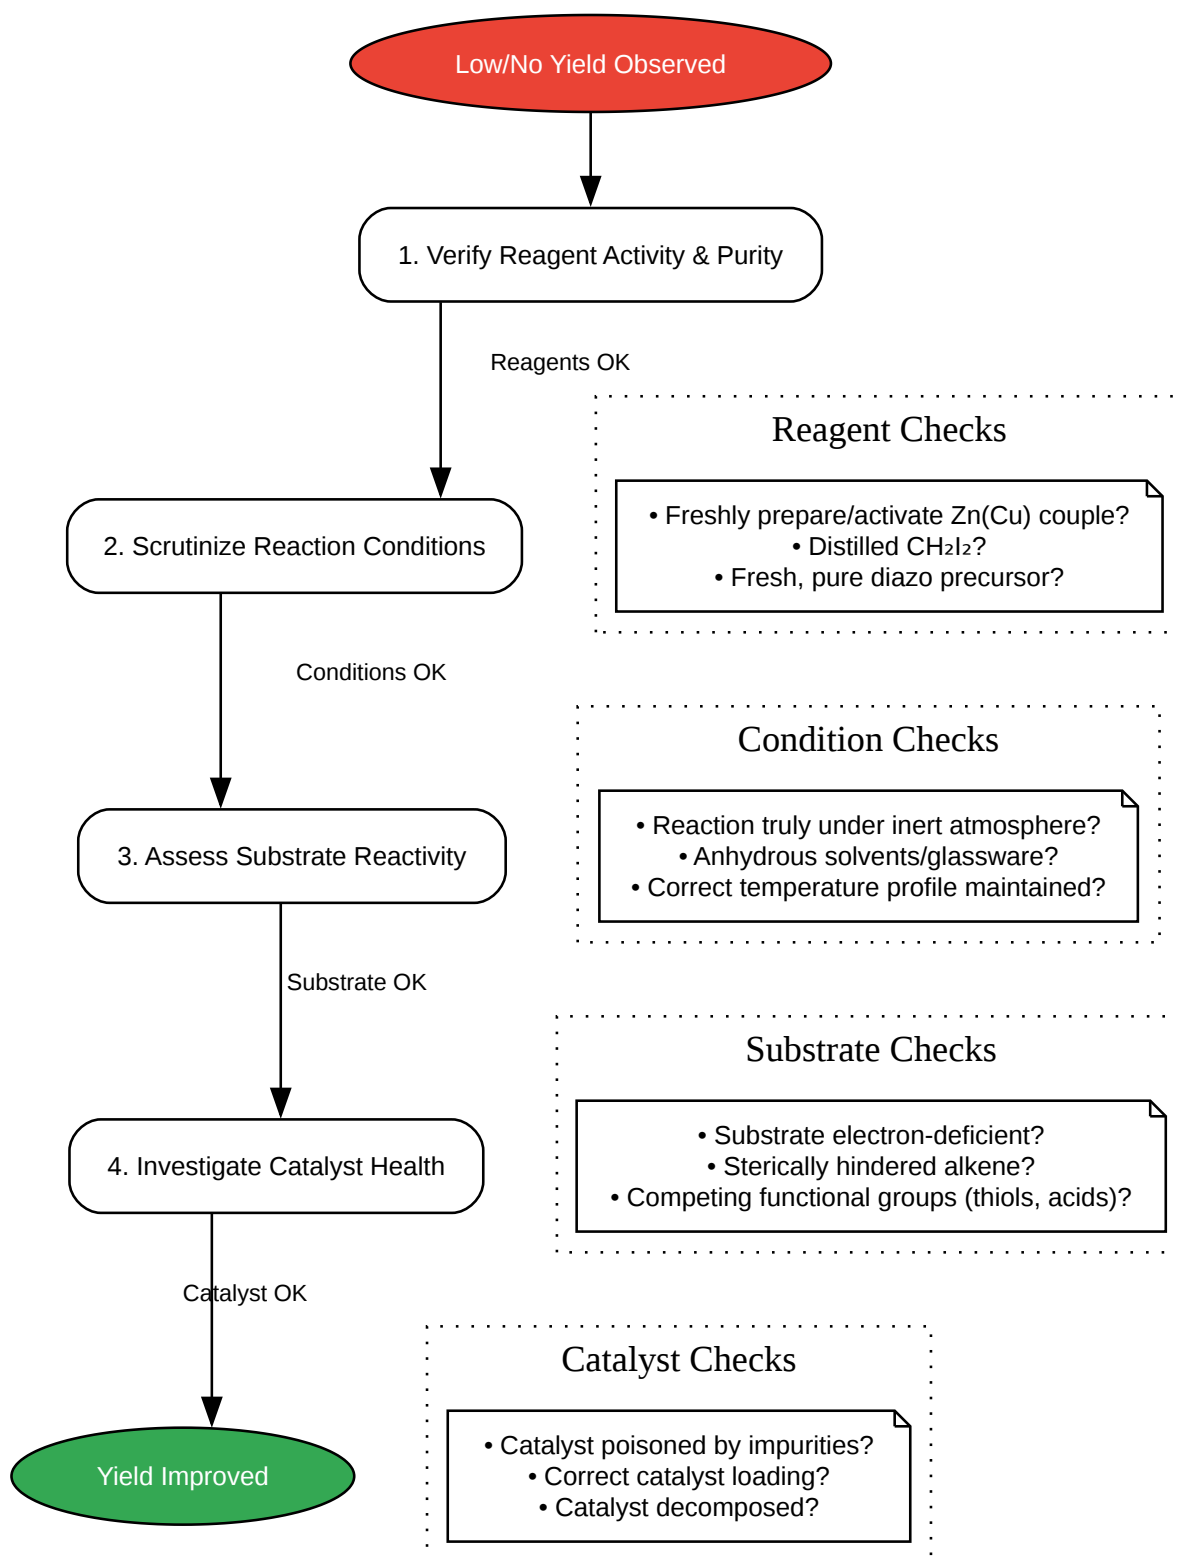 Low/No Yield Observed
1. Verify Reagent Activity & Purity
Reagents OK
Reagent Checks
• Freshly prepare/activate Zn(Cu) couple?
• Distilled CH₂I₂?
• Fresh, pure diazo precursor?
2. Scrutinize Reaction Conditions
Conditions OK
Condition Checks
• Reaction truly under inert atmosphere?
• Anhydrous solvents/glassware?
• Correct temperature profile maintained?
3. Assess Substrate Reactivity
Substrate OK
Substrate Checks
• Substrate electron-deficient?
• Sterically hindered alkene?
• Competing functional groups (thiols, acids)?
4. Investigate Catalyst Health
Catalyst OK
Catalyst Checks
• Catalyst poisoned by impurities?
• Correct catalyst loading?
• Catalyst decomposed?
Yield Improved